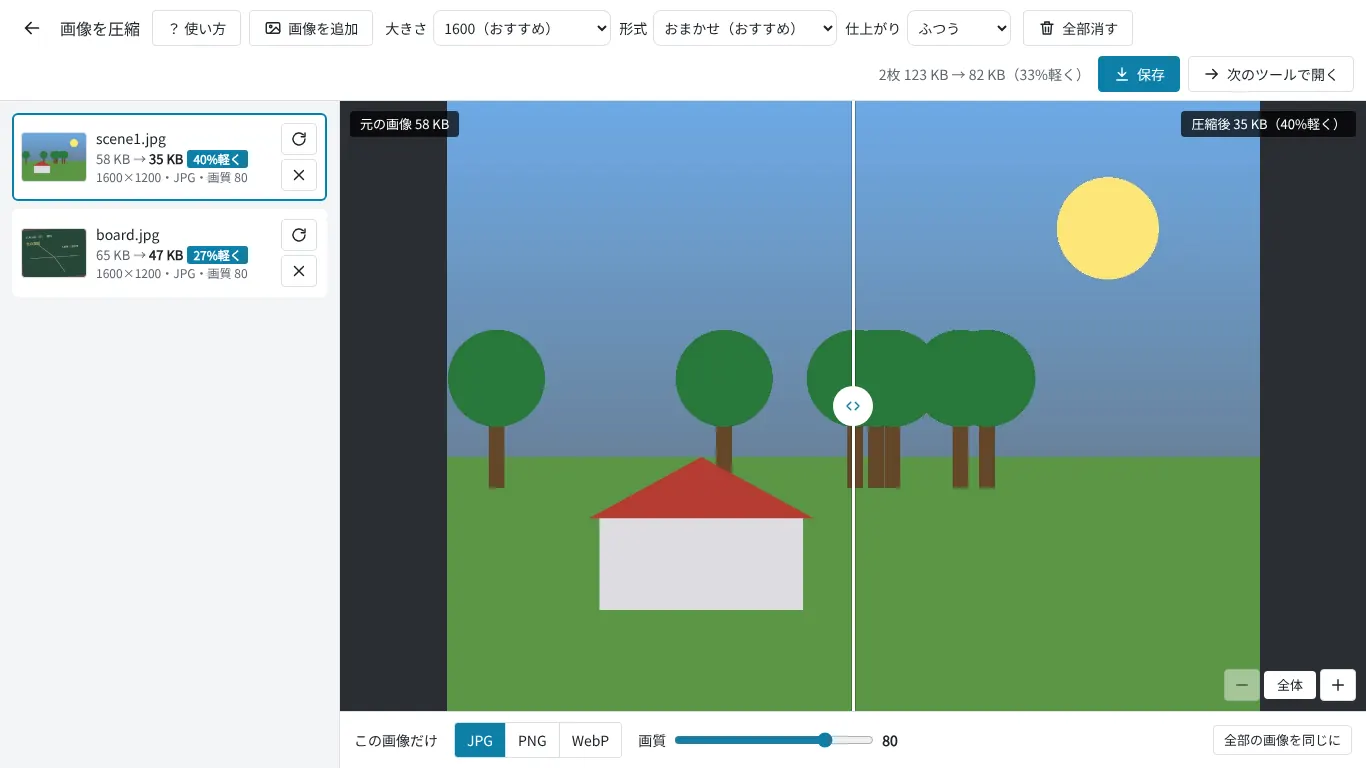 画像を圧縮
? 使い方
画像を追加
大きさ 1600（おすすめ）
形式 おまかせ（おすすめ）
仕上がり ふつう
全部消す
2枚 123 KB → 82 KB（33%軽く）
保存
次のツールで開く
scene1.jpg
58 KB → 35 KB 40%軽く
1600×1200・JPG・画質 80
board.jpg
65 KB → 47 KB 27%軽く
1600×1200・JPG・画質 80
元の画像 58 KB
圧縮後 35 KB（40%軽く）
全体
この画像だけ JPG PNG WebP 画質 80
全部の画像を同じに